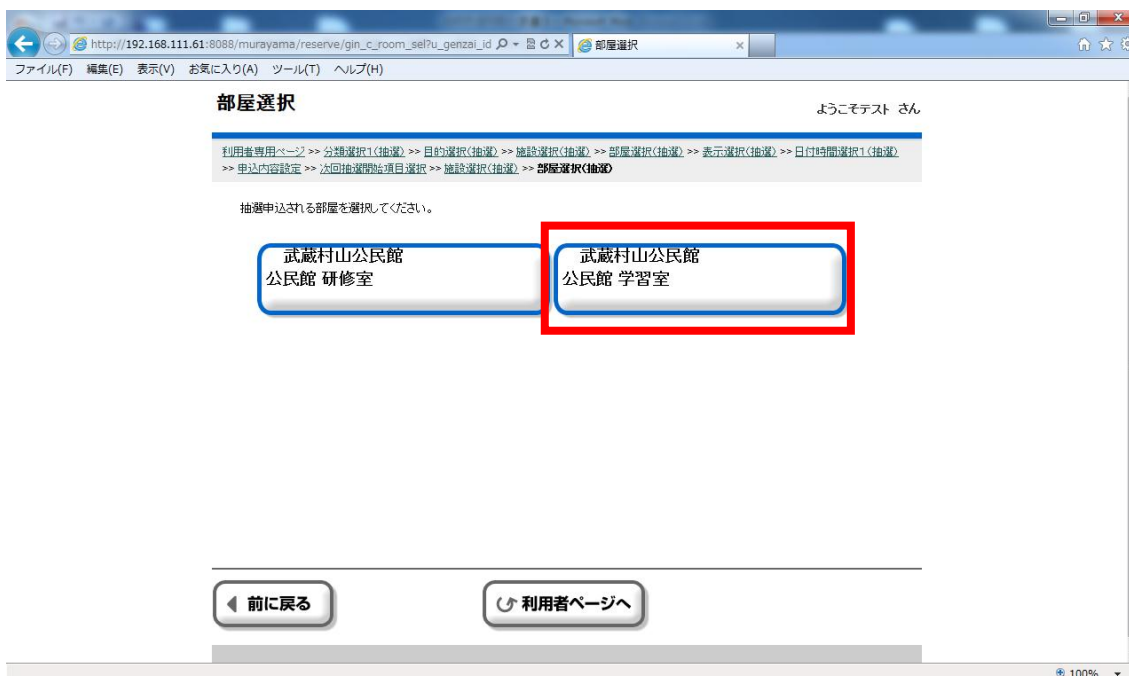 http://192.168.111.61:8088/murayama/reserve/gin_c_room_sel?u_genzai_id
部屋選択
ファイル(F) 編集(E) 表示(V) お気に入り(A) ツール(T) ヘルプ(H)
部屋選択
ようこそテスト さん
利用者専用ページ >> 分類選択1(抽選) >> 目的選択(抽選) >> 施設選択(抽選) >> 部屋選択(抽選) >> 表示選択(抽選) >> 日付時間選択1(抽選)
>> 申込内容設定 >> 次回抽選開始項目選択 >> 施設選択(抽選) >> 部屋選択(抽選)
抽選申込される部屋を選択してください。
武蔵村山公民館
公民館 研修室
武蔵村山公民館
公民館 学習室
前に戻る
利用者ページへ
100%